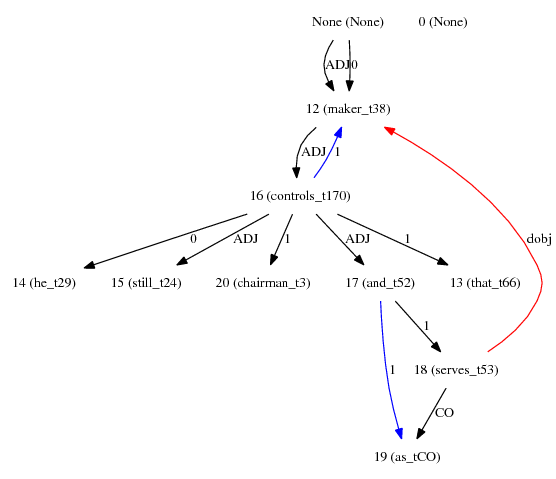 None (None) 0 (None)
ADJ 0
12 (maker_t38)
ADJ 1
16 (controls_t170)
0 ADJ 1 ADJ 1 dobj
14 (he_t29) 15 (still_t24) 20 (chairman_t3) 17 (and_t52) 13 (that_t66)
1
1 18 (serves_t53)
CO
19 (as_tCO)